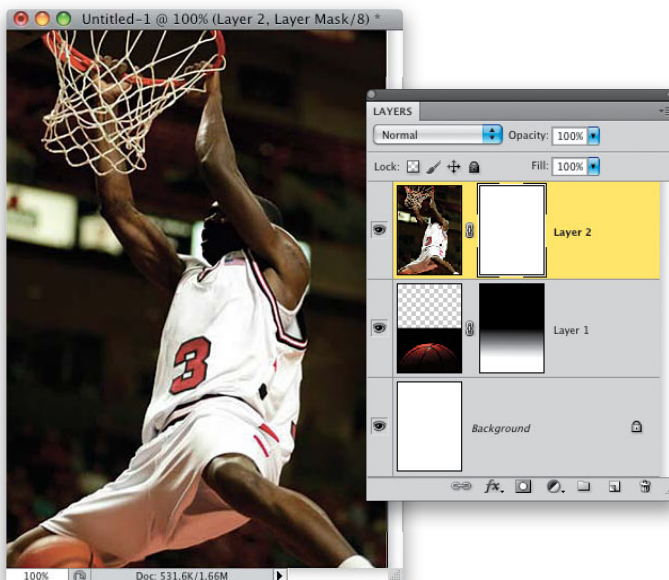 Untitled-1 @ 100% (Layer 2, Layer Mask/8) *
3
100%
Doc: 531.6K/1.66M
LAYERS
Normal
Opacity: 100%
Lock:
Fill: 100%
Layer 2
Layer 1
Background
fx.